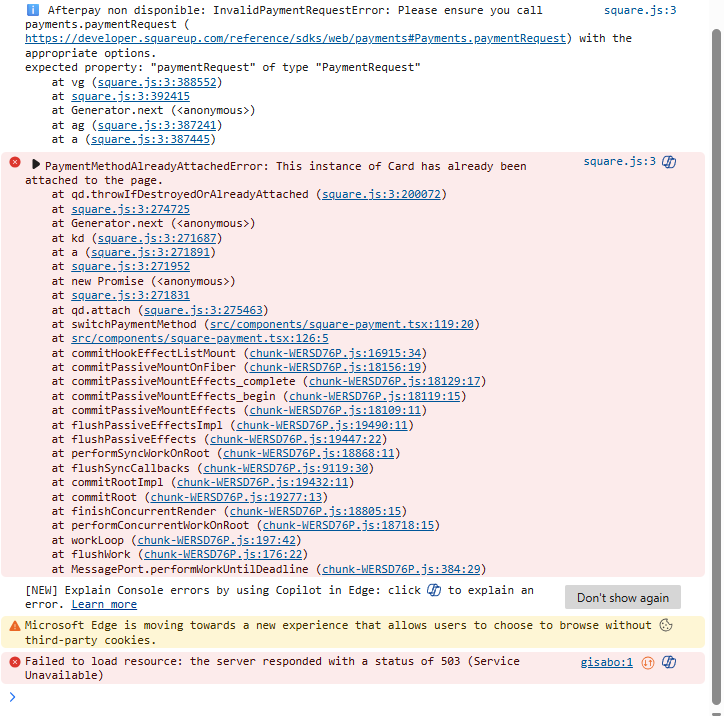 Afterpay non disponible: InvalidPaymentRequestError: Please ensure you call square.js:3
payments.paymentRequest (
https://developer.squareup.com/reference/sdks/web/payments#Payments.paymentRequest) with the
appropriate options.
expected property: "paymentRequest" of type "PaymentRequest"
at vg (square.js:3:388552)
at square.js:3:392415
at Generator.next (<anonymous>)
at ag (square.js:3:387241)
at a (square.js:3:387445)
PaymentMethodAlreadyAttachedError: This instance of Card has already been square.js:3
attached to the page.
at qd.throwIfDestroyedOrAlreadyAttached (square.js:3:200072)
at square.js:3:274725
at Generator.next (<anonymous>)
at kd (square.js:3:271687)
at a (square.js:3:271891)
at square.js:3:271952
at new Promise (<anonymous>)
at square.js:3:271831
at qd.attach (square.js:3:275463)
at switchPaymentMethod (src/components/square-payment.tsx:119:20)
at src/components/square-payment.tsx:126:5
at commitHookEffectListMount (chunk-WERSD76P.js:16915:34)
at commitPassiveMountOnFiber (chunk-WERSD76P.js:18156:19)
at commitPassiveMountEffects_complete (chunk-WERSD76P.js:18129:17)
at commitPassiveMountEffects_begin (chunk-WERSD76P.js:18119:15)
at commitPassiveMountEffects (chunk-WERSD76P.js:18109:11)
at flushPassiveEffectsImpl (chunk-WERSD76P.js:19490:11)
at flushPassiveEffects (chunk-WERSD76P.js:19447:22)
at performSyncWorkOnRoot (chunk-WERSD76P.js:18868:11)
at flushSyncCallbacks (chunk-WERSD76P.js:9119:30)
at commitRootImpl (chunk-WERSD76P.js:19432:11)
at commitRoot (chunk-WERSD76P.js:19277:13)
at finishConcurrentRender (chunk-WERSD76P.js:18805:15)
at performConcurrentWorkOnRoot (chunk-WERSD76P.js:18718:15)
at workLoop (chunk-WERSD76P.js:197:42)
at flushWork (chunk-WERSD76P.js:176:22)
at MessagePort.performWorkUntilDeadline (chunk-WERSD76P.js:384:29)
[NEW] Explain Console errors by using Copilot in Edge: click to explain an
error. Learn more
Don't show again
Microsoft Edge is moving towards a new experience that allows users to choose to browse without
third-party cookies.
Failed to load resource: the server responded with a status of 503 (Service gisabo:1
Unavailable)